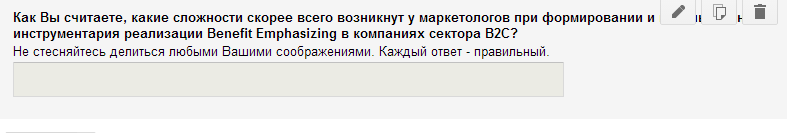 Как Вы считаете, какие сложности скорее всего возникнут у маркетологов при формировании и
инструментария реализации Benefit Emphasizing в компаниях сектора B2C?
Не стесняйтесь делиться любыми Вашими соображениями. Каждый ответ - правильный.